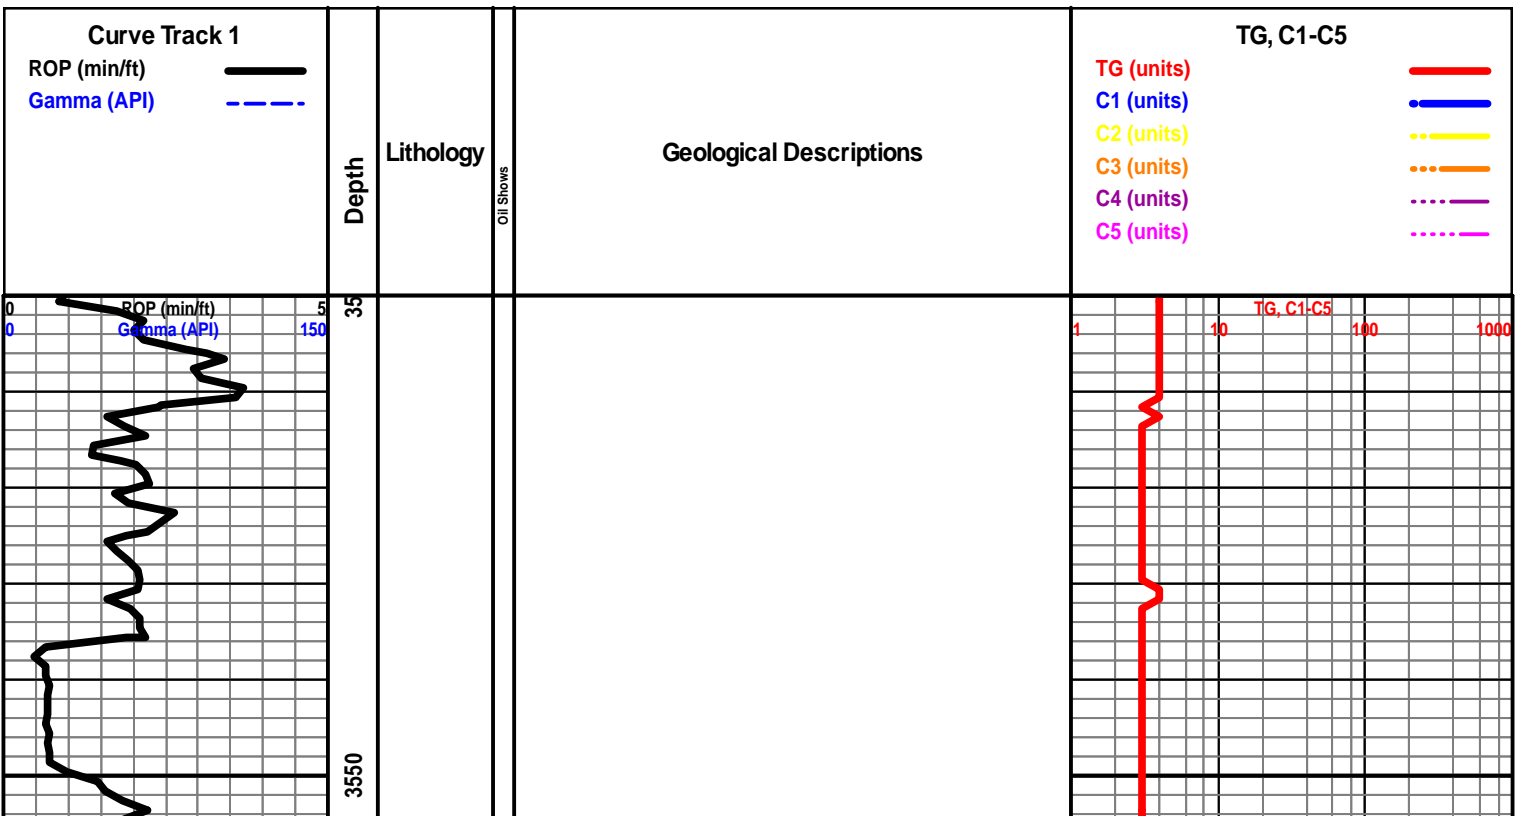 Curve Track 1
ROP (min/ft)
Gamma (API)
Depth
Lithology
Oil Shows
Geological Descriptions
TG, C1-C5
TG (units)
C1 (units)
C2 (units)
C3 (units)
C4 (units)
C5 (units)
0 ROP (min/ft) 5
0 Gamma (API) 150
35
TG, C1-C5
1 10 100 1000
3550